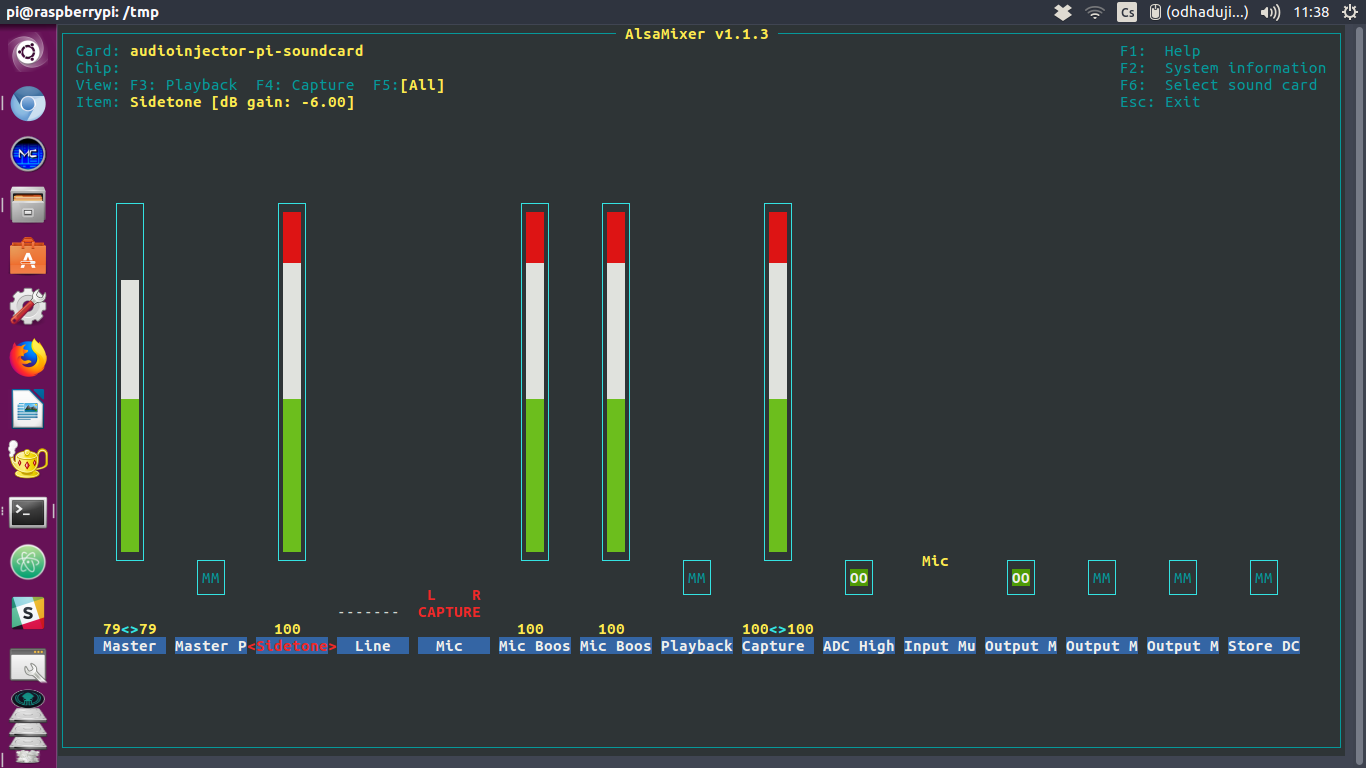 pi@raspberrypi: /tmp
Cs (odhaduji...) 11:38
AlsaMixer v1.1.3
Card: audioinjector-pi-soundcard F1: Help
Chip: F2: System information
View: F3: Playback F4: Capture F5:[All] F6: Select sound card
Item: Sidetone [dB gain: -6.00] Esc: Exit
Mic
MM MM OO OO MM MM MM
L R
------- CAPTURE
79<>79 100 100 100 100<>100
Master Master P <Sidetone> Line Mic Mic Boos Mic Boos Playback Capture ADC High Input Mu Output M Output M Output M Store DC